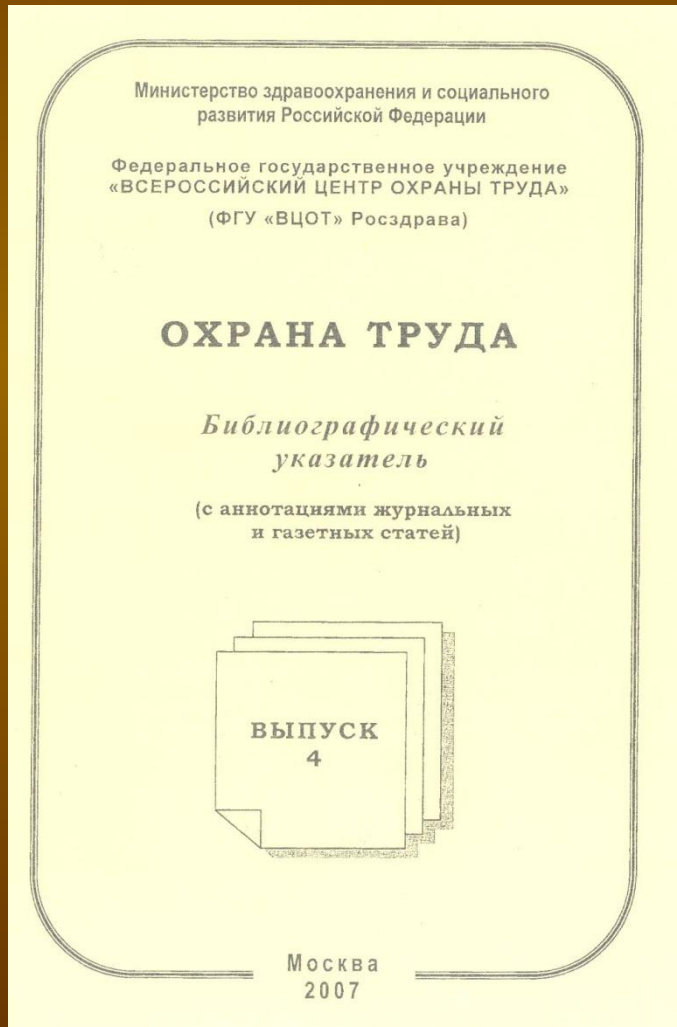 Министерство здравоохранения и социального
развития Российской Федерации
Федеральное государственное учреждение
«ВСЕРОССИЙСКИЙ ЦЕНТР ОХРАНЫ ТРУДА»
(ФГУ «ВЦОТ» Росздрава)
ОХРАНА ТРУДА
Библиографический
указатель
(с аннотациями журнальных
и газетных статей)
ВЫПУСК
4
Москва
2007